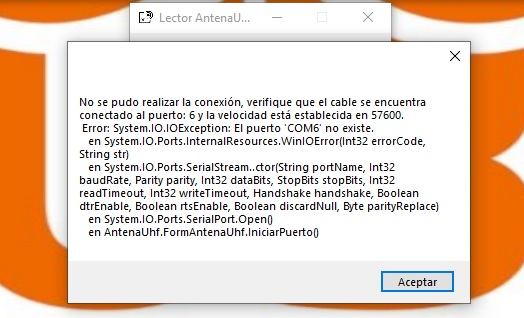 Lector AntenaU...
No se pudo realizar la conexión, verifique que el cable se encuentra
conectado al puerto: 6 y la velocidad está establecida en 57600.
Error: System.IO.IOException: El puerto 'COM6' no existe.
en System.IO.Ports.InternalResources.WinIOError(Int32 errorCode,
String str)
en System.IO.Ports.SerialStream..ctor(String portName, Int32
baudRate, Parity parity, Int32 dataBits, StopBits stopBits, Int32
readTimeout, Int32 writeTimeout, Handshake handshake, Boolean
dtrEnable, Boolean rtsEnable, Boolean discardNull, Byte parityReplace)
en System.IO.Ports.SerialPort.Open()
en AntenaUhf.FormAntenaUhf.IniciarPuerto()
Aceptar